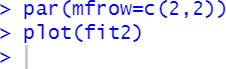 > par(mfrow=c(2,2))
> plot(fit2)
>